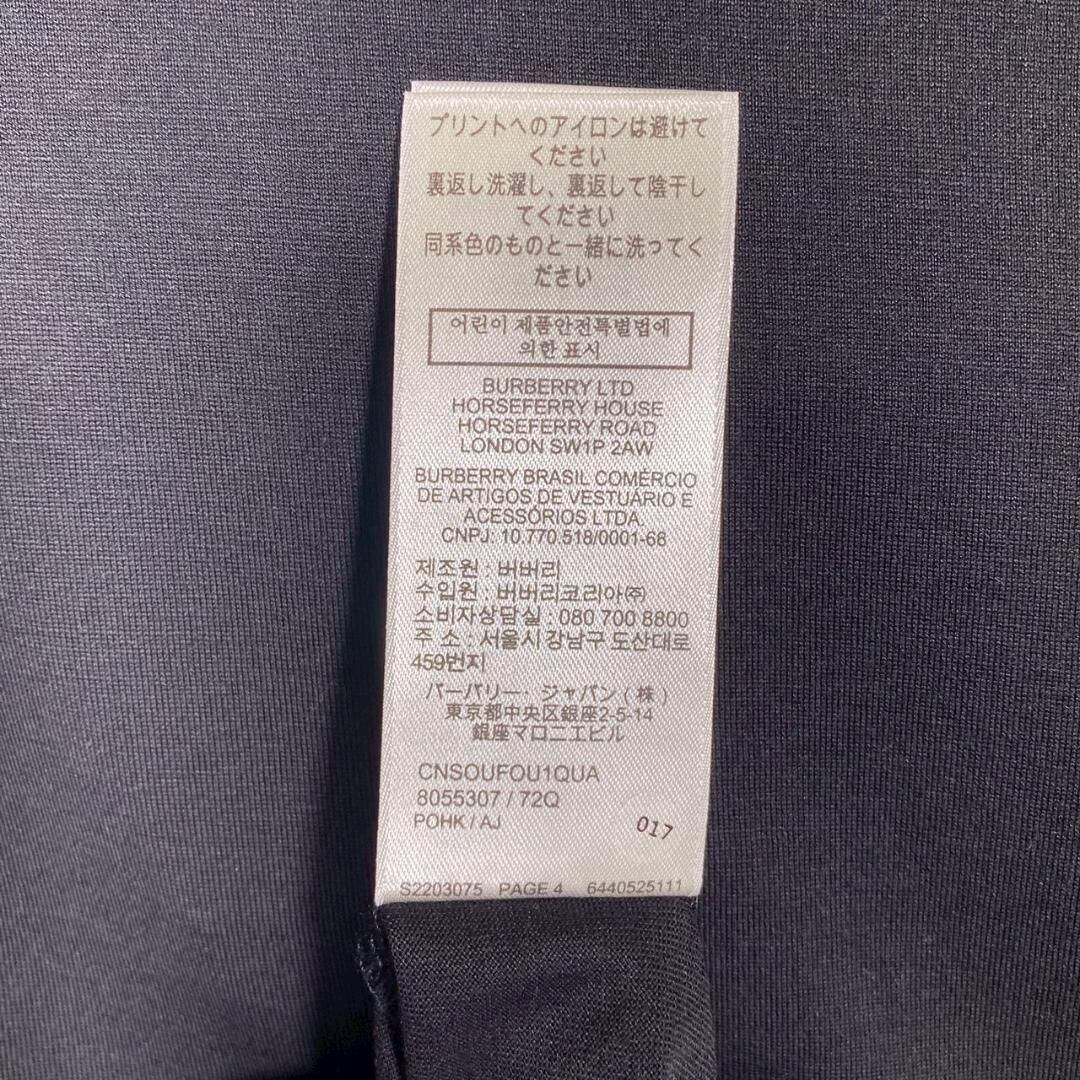 プリントへのアイロンは避けて
ください
裏返し洗濯し、裏返して陰干し
てください
同系色のものと一緒に洗ってく
ださい
어린이 제품안전특별법에
의한 표시
BURBERRY LTD
HORSEFERRY HOUSE
HORSEFERRY ROAD
LONDON SW1P 2AW
BURBERRY BRASIL COMÉRCIO
DE ARTIGOS DE VESTUÁRIO E
ACESSÓRIOS LTDA
CNPJ: 10.770.518/0001-68
제조원 : 버버리
수입원 : 버버리코리아㈜
소비자상담실 : 080 700 8800
주 소 : 서울시 강남구 도산대로
459번지
バーバリー・ジャパン(株)
東京都中央区銀座2-5-14
銀座マロニエビル
CNSOUFOU1QUA
8055307 / 72Q
POHK / AJ
017
S2203075 PAGE 4 6440525111